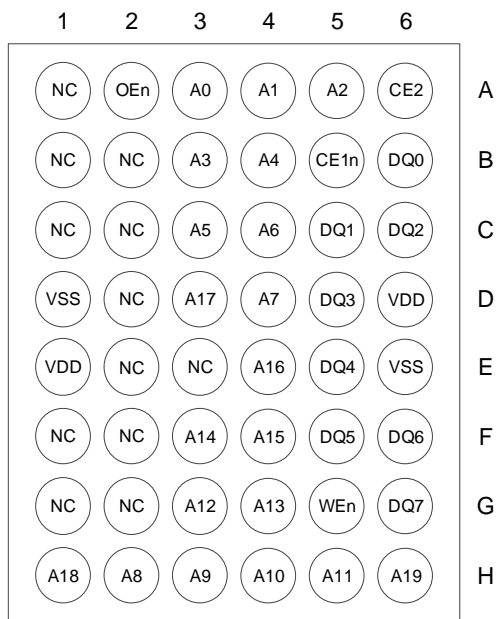 1 2 3 4 5 6
NC OEn A0 A1 A2 CE2 A
NC NC A3 A4 CE1n DQ0 B
NC NC A5 A6 DQ1 DQ2 C
VSS NC A17 A7 DQ3 VDD D
VDD NC NC A16 DQ4 VSS E
NC NC A14 A15 DQ5 DQ6 F
NC NC A12 A13 WEn DQ7 G
A18 A8 A9 A10 A11 A19 H